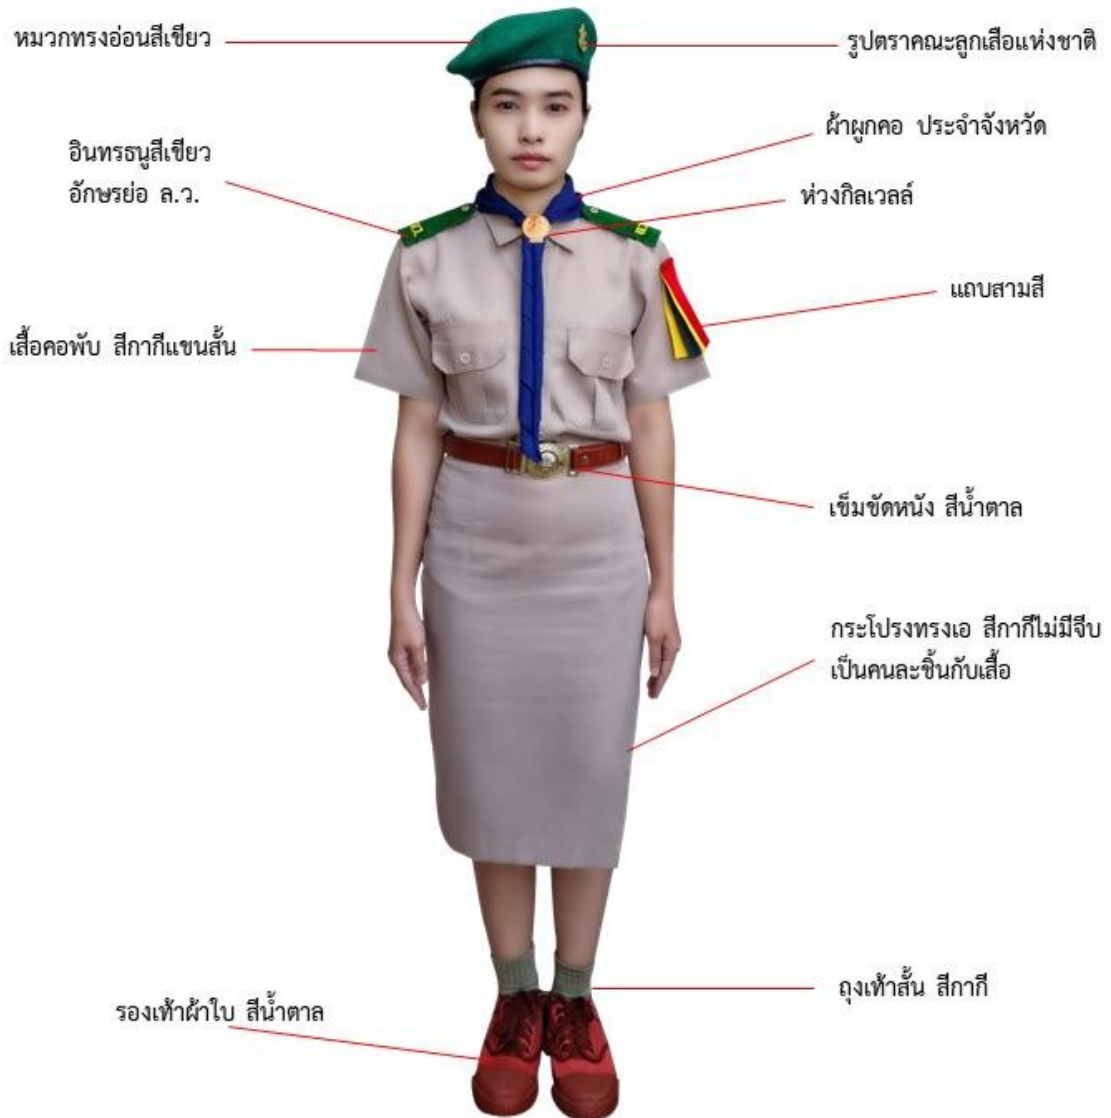 หมวกทรงอ่อนสีเขียว
รูปตราคณะลูกเสือแห่งชาติ
ผ้าผูกคอ ประจำจังหวัด
อินทรธนูสีเขียว
อักษรย่อ ล.ว.
ห่วงกิลเวลล์
แถบสามสี
เสื้อคอพับ สีกากีแขนสั้น
เข็มขัดหนัง สีน้ำตาล
กระโปรงทรงเอ สีกากีไม่มีจีบ
เป็นคนละชิ้นกับเสื้อ
ถุงเท้าสั้น สีกากี
รองเท้าผ้าใบ สีน้ำตาล